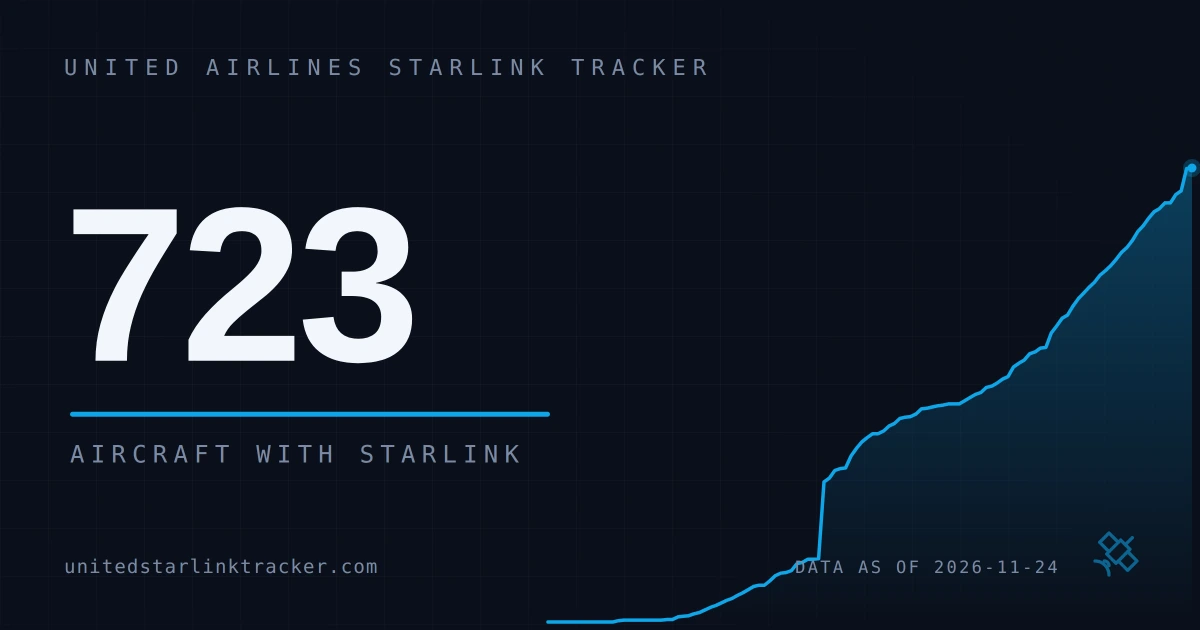 UNITED AIRLINES STARLINK TRACKER
723
AIRCRAFT WITH STARLINK
unitedstarlinktracker.com
DATA AS OF 2026-11-24